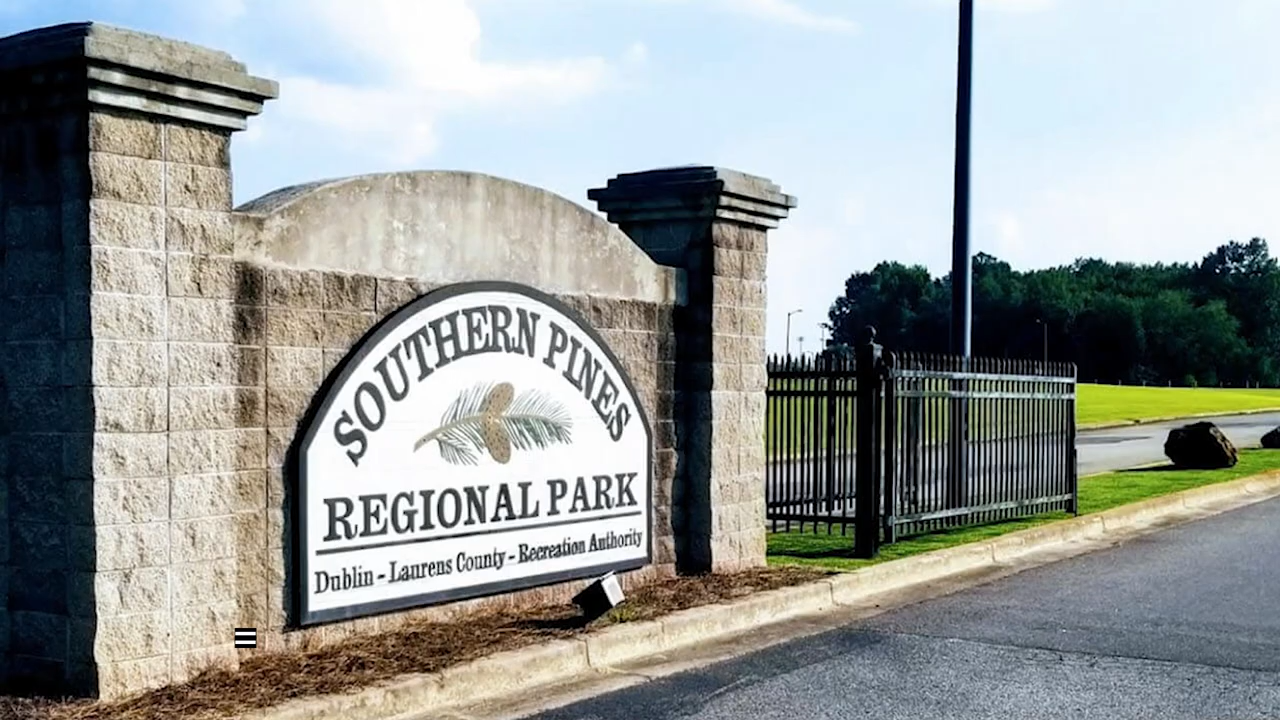 SOUTHERN PINES
REGIONAL PARK
Dublin - Laurens County - Recreation Authority